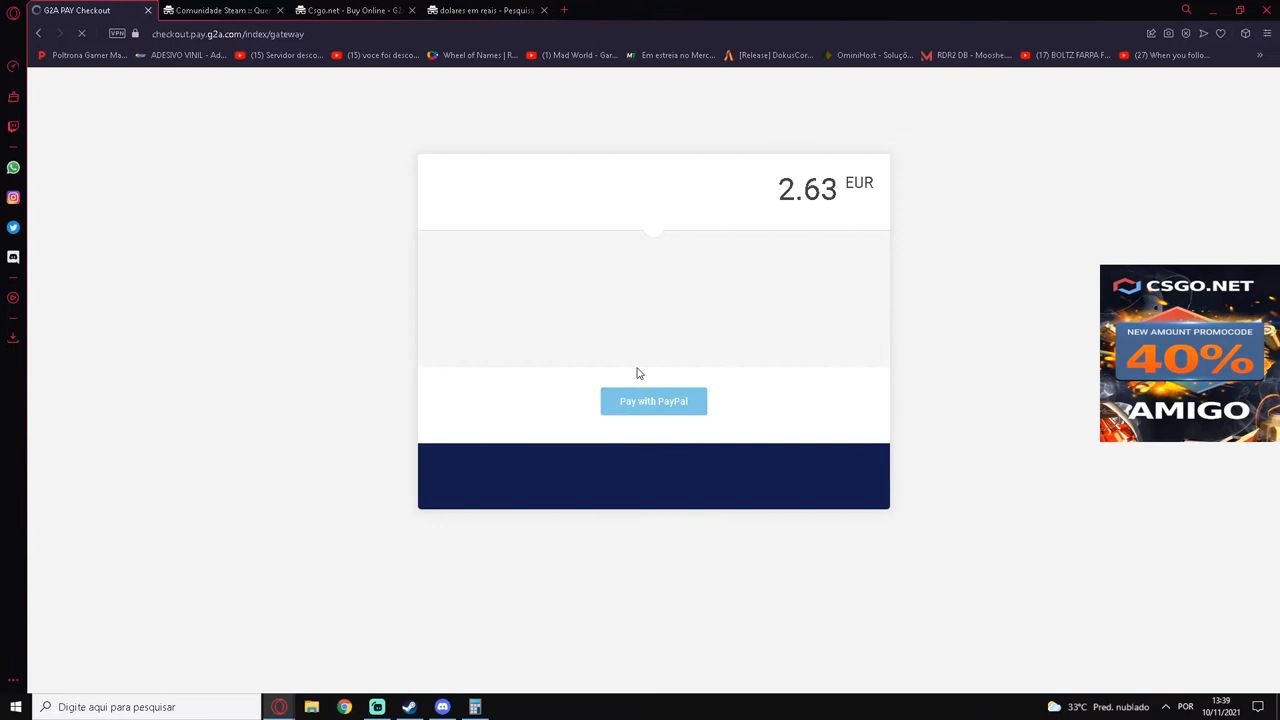 G2A PAY Checkout
Comunidade Steam :: Quer
Csgo.net - Buy Online - G2
dolares em reais - Pesquisa
VPN
checkout.pay.g2a.com/index/gateway
Poltrona Gamer Ma...
ADESIVO VINIL - Ad...
(15) Servidor desco...
(15) voce foi desco...
Wheel of Names | R...
(1) Mad World - Gar...
Em estreia no Merc...
[Release] DokusCor...
OminiHost - Soluçõ...
RDR2 DB - Mooshe...
(17) BOLTZ FARPA F...
(27) When you follo...
2.63 EUR
Pay with PayPal
CSGO.NET
NEW AMOUNT PROMOCODE
40%
AMIGO
Digite aqui para pesquisar
33°C Pred. nublado
POR
13:39
10/11/2021